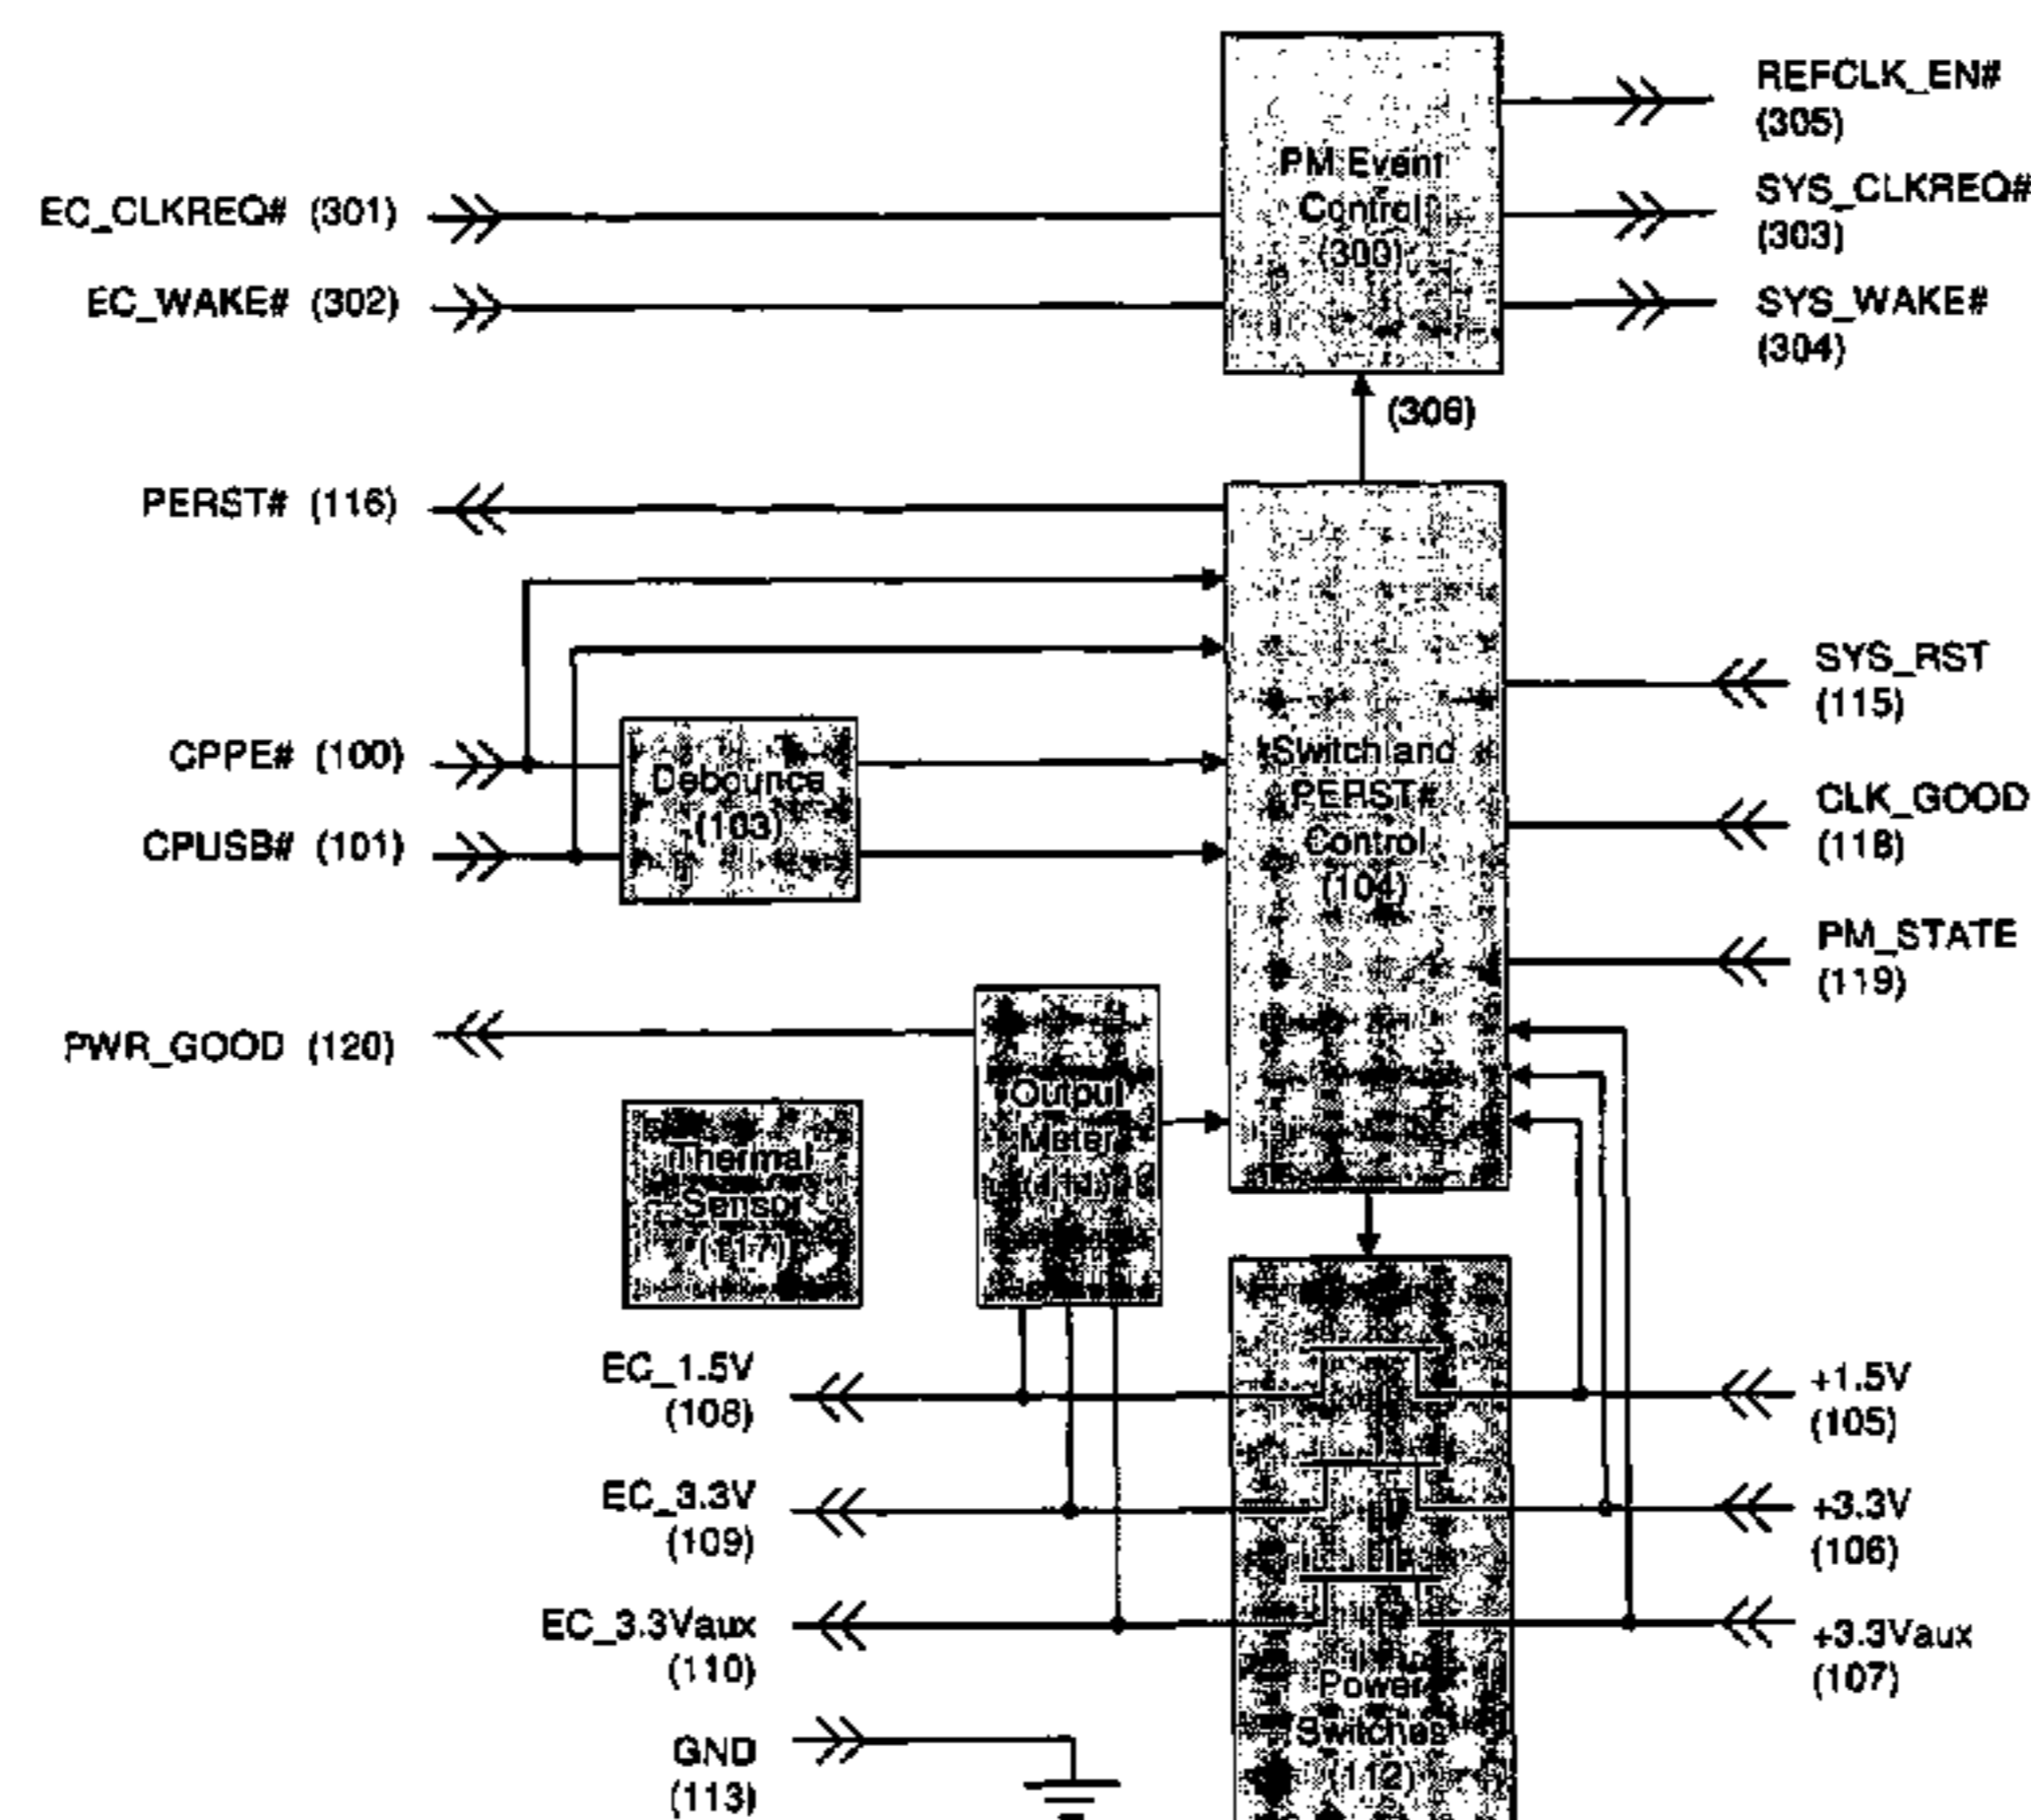 REFCLK_EN#
(305)
PM Event
Control
(300)
EC_CLKREQ# (301)
SYS_CLKREQ#
(303)
EC_WAKE# (302)
SYS_WAKE#
(304)
(306)
PERST# (116)
SYS_RST
(115)
CPPE# (100)
Debounce
(103)
Switch and
PERST#
Control
(104)
CLK_GOOD
(118)
CPUSB# (101)
PM_STATE
(119)
PWR_GOOD (120)
Output
Meter
Thermal
Sensor
(117)
EC_1.5V
(108)
+1.5V
(105)
EC_3.3V
(109)
+3.3V
(106)
EC_3.3Vaux
(110)
+3.3Vaux
(107)
Power
Switches
(112)
GND
(113)